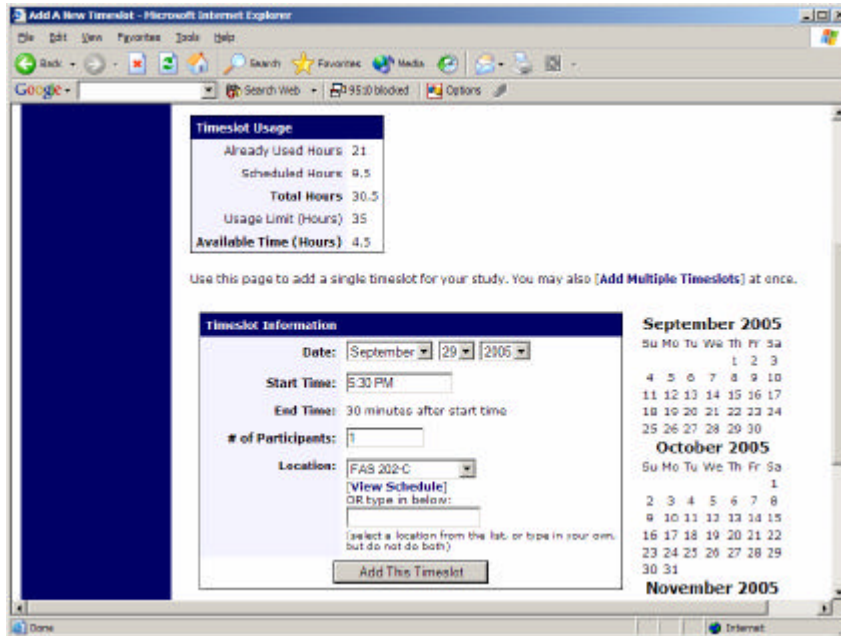 Add A New Timeslot - Microsoft Internet Explorer
File Edit View Favorites Tools Help
Back Search Favorites Media
Google Search Web 9510 blocked Options
Timeslot Usage
Already Used Hours 21
Scheduled Hours 9.5
Total Hours 30.5
Usage Limit (Hours) 35
Available Time (Hours) 4.5
Use this page to add a single timeslot for your study. You may also [Add Multiple Timeslots] at once.
Timeslot Information
Date: September 29 2005
Start Time: 5:30 PM
End Time: 30 minutes after start time
# of Participants: 1
Location: FAS 202-C
[View Schedule]
OR type in below:
(select a location from the list, or type in your own,
but do not do both)
Add This Timeslot
September 2005
Su Mo Tu We Th Fr Sa
1 2 3
4 5 6 7 8 9 10
11 12 13 14 15 16 17
18 19 20 21 22 23 24
25 26 27 28 29 30
October 2005
Su Mo Tu We Th Fr Sa
1
2 3 4 5 6 7 8
9 10 11 12 13 14 15
16 17 18 19 20 21 22
23 24 25 26 27 28 29
30 31
November 2005
Done Internet